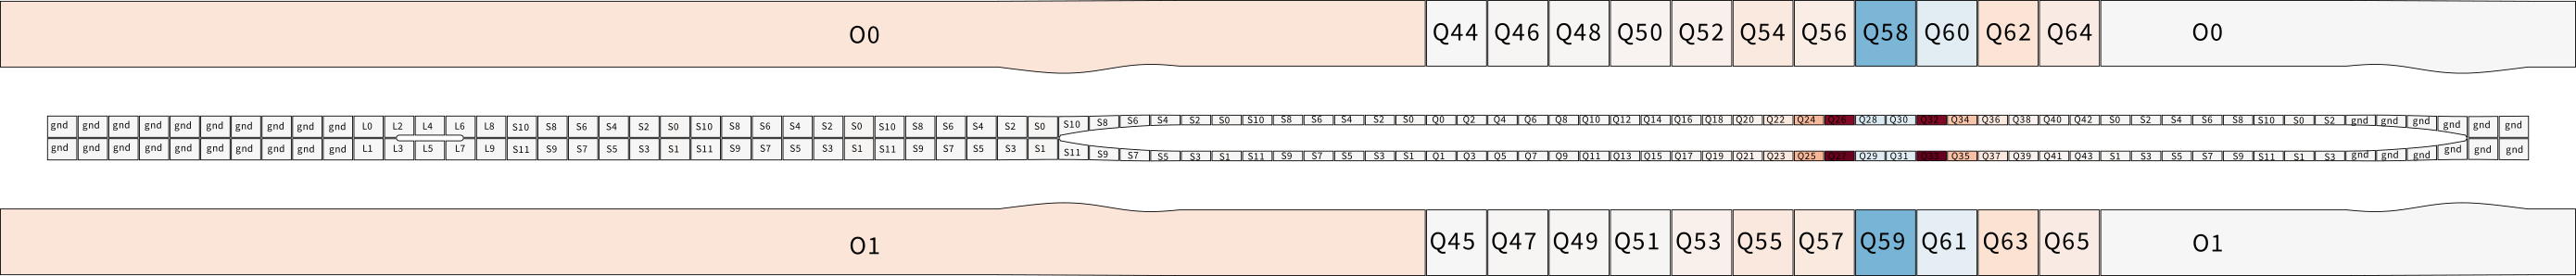 O0 Q44 Q46 Q48 Q50 Q52 Q54 Q56 Q58 Q60 Q62 Q64 O0
gnd gnd gnd gnd gnd gnd gnd gnd gnd gnd L0 L2 L4 L6 L8 S10 S8 S6 S4 S2 S0 S10 S8 S6 S4 S2 S0 S10 S8 S6 S4 S2 S0 S10 S8 S6 S4 S2 S0 S10 S8 S6 S4 S2 S0 Q0 Q2 Q4 Q6 Q8 Q10 Q12 Q14 Q16 Q18 Q20 Q22 Q24 Q26 Q28 Q30 Q32 Q34 Q36 Q38 Q40 Q42 S0 S2 S4 S6 S8 S10 S0 S2 gnd gnd gnd gnd gnd gnd
gnd gnd gnd gnd gnd gnd gnd gnd gnd gnd L1 L3 L5 L7 L9 S11 S9 S7 S5 S3 S1 S11 S9 S7 S5 S3 S1 S11 S9 S7 S5 S3 S1 S11 S9 S7 S5 S3 S1 S11 S9 S7 S5 S3 S1 Q1 Q3 Q5 Q7 Q9 Q11 Q13 Q15 Q17 Q19 Q21 Q23 Q25 Q27 Q29 Q31 Q33 Q35 Q37 Q39 Q41 Q43 S1 S3 S5 S7 S9 S11 S1 S3 gnd gnd gnd gnd gnd gnd
O1 Q45 Q47 Q49 Q51 Q53 Q55 Q57 Q59 Q61 Q63 Q65 O1